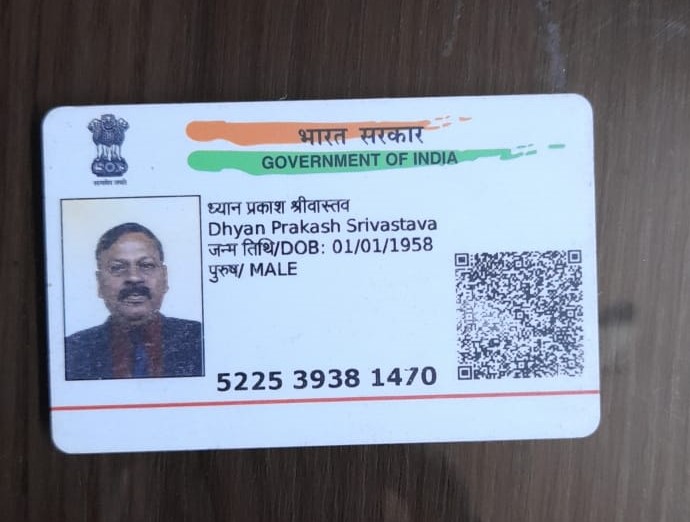 भारत सरकार
GOVERNMENT OF INDIA
सत्यमेव जयते
ध्यान प्रकाश श्रीवास्तव
Dhyan Prakash Srivastava
जन्म तिथि/DOB: 01/01/1958
पुरुष/ MALE
5225 3938 1470